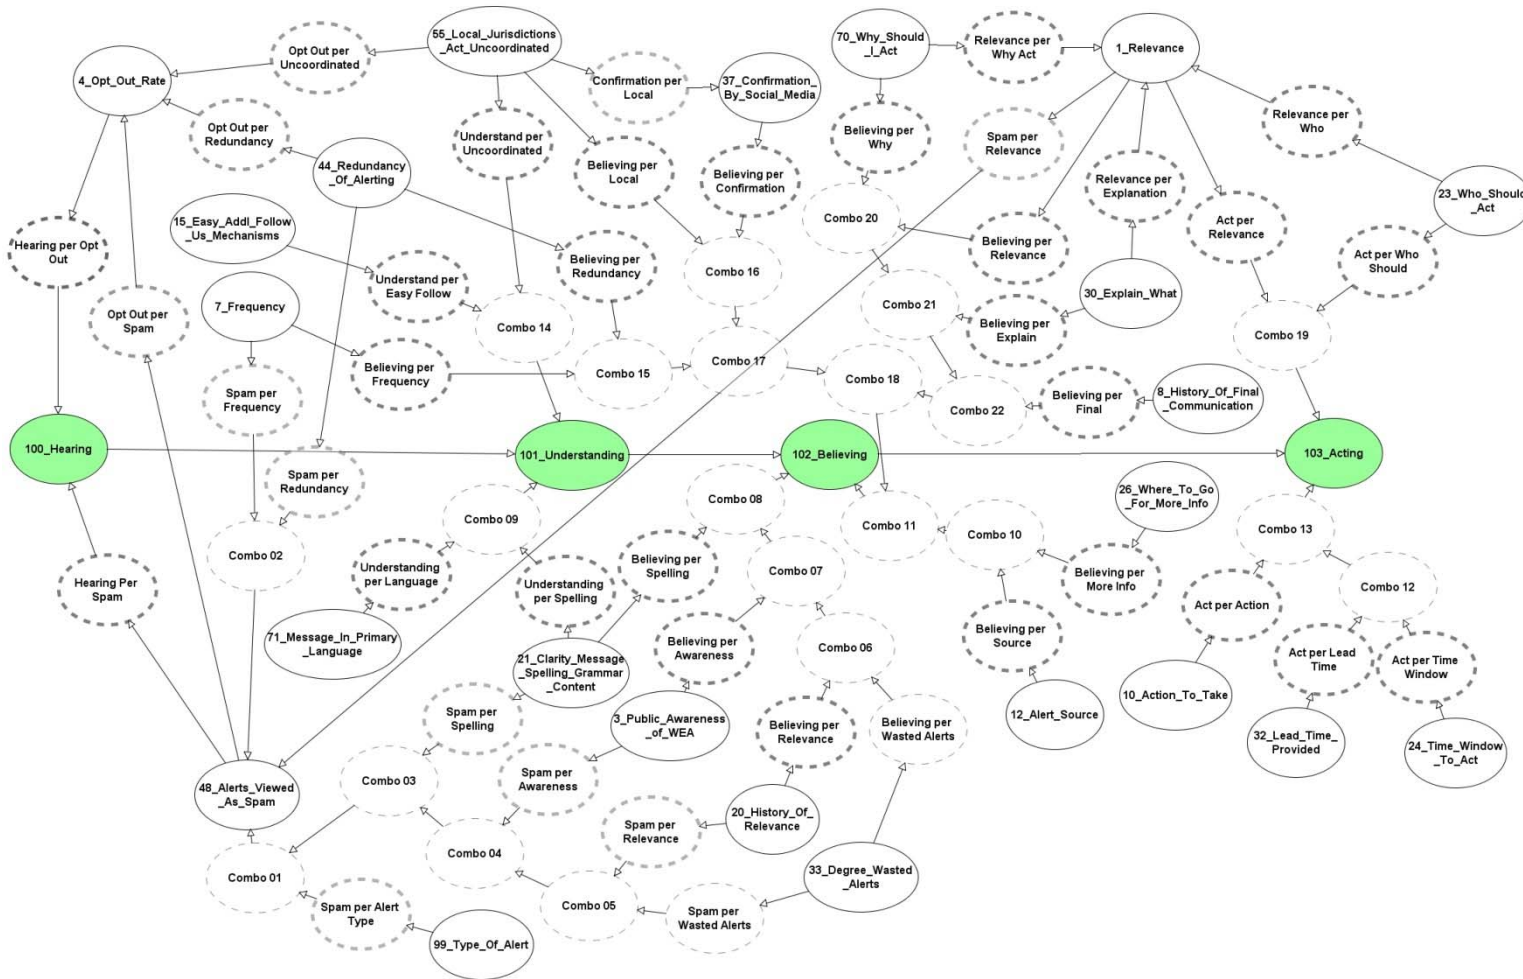 55_Local_Jurisdictions
_Act_Uncoordinated
70_Why_Should
_I_Act
Relevance per
Why Act
1_Relevance
Opt Out per
Uncoordinated
4_Opt_Out_Rate
Confirmation per
Local
37_Confirmation_
By_Social_Media
Opt Out per
Redundancy
Understand per
Uncoordinated
Believing per
Why
Spam per
Relevance
Relevance per
Who
44_Redundancy
_Of_Alerting
Believing per
Local
Believing per
Confirmation
Relevance per
Explanation
23_Who_Should
_Act
15_Easy_Addl_Follow
_Us_Mechanisms
Combo 20
Act per
Relevance
Hearing per Opt
Out
Believing per
Redundancy
Believing per
Relevance
Act per Who
Should
Understand per
Easy Follow
Combo 16
30_Explain_What
7_Frequency
Combo 21
Opt Out per
Spam
Combo 14
Believing per
Explain
Combo 19
Believing per
Frequency
Combo 15
Combo 17
Combo 18
Spam per
Frequency
Combo 22
Believing per
Final
8_History_Of_Final
_Communication
100_Hearing
101_Understanding
102_Believing
103_Acting
Spam per
Redundancy
26_Where_To_Go
_For_More_Info
Combo 08
Combo 09
Combo 11
Combo 10
Combo 13
Combo 02
Understanding
per Language
Believing per
Spelling
Understanding
per Spelling
Combo 07
Believing per
More Info
Hearing Per
Spam
Combo 12
Act per Action
71_Message_In_Primary
_Language
Believing per
Awareness
Combo 06
Believing per
Source
21_Clarity_Message
_Spelling_Grammar
_Content
Act per Lead
Time
Act per Time
Window
10_Action_To_Take
Spam per
Spelling
3_Public_Awareness
_of_WEA
Believing per
Relevance
Believing per
Wasted Alerts
12_Alert_Source
32_Lead_Time_
Provided
24_Time_Window
_To_Act
48_Alerts_Viewed
_As_Spam
Combo 03
Spam per
Awareness
20_History_Of_
Relevance
Spam per
Relevance
Combo 04
33_Degree_Wasted
_Alerts
Combo 01
Combo 05
Spam per
Wasted Alerts
Spam per Alert
Type
99_Type_Of_Alert